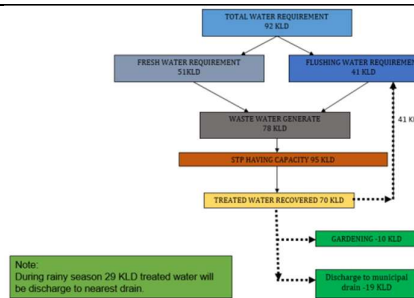 TOTAL WATER REQUIREMENT
92 KLD
FRESH WATER REQUIREMENT
51KLD
FLUSHING WATER REQUIREMEN
41 KLD
WASTE WATER GENERATE
78 KLD
41 K
STP HAVING CAPACITY 95 KLD
TREATED WATER RECOVERED 70 KLD
GARDENING -10 KLD
Note:
During rainy season 29 KLD treated water will
be discharge to nearest drain.
Discharge to municipal
drain -19 KLD